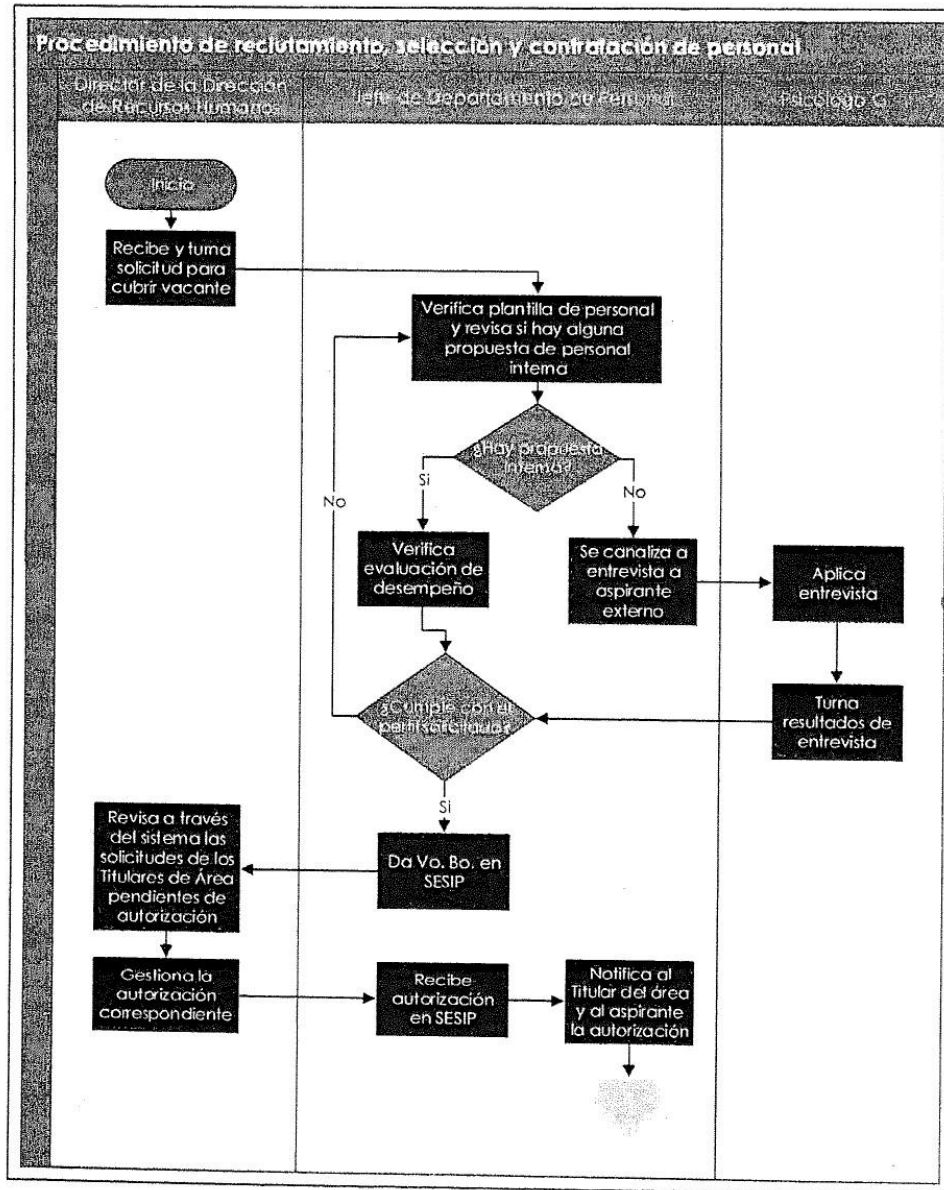 Procedimiento de reclutamiento, selección y contratación de personal
Director de la Dirección
de Recursos Humanos
Jefe de Departamento de Personal
Psicólogo C
Inicio
Recibe y turna
solicitud para
cubrir vacante
Verifica plantilla de personal
y revisa si hay alguna
propuesta de personal
interna
¿Hay propuesta
interna?
Si
No
No
Verifica
evaluación de
desempeño
Se canaliza a
entrevista a
aspirante
externo
Aplica
entrevista
¿Cumple con el
perfil solicitado?
Turna
resultados de
entrevista
Si
Revisa a través
del sistema las
solicitudes de los
Titulares de Área
pendientes de
autorización
Da Vo. Bo. en
SESIP
Gestiona la
autorización
correspondiente
Recibe
autorización
en SESIP
Notifica al
Titular del área
y al aspirante
la autorización